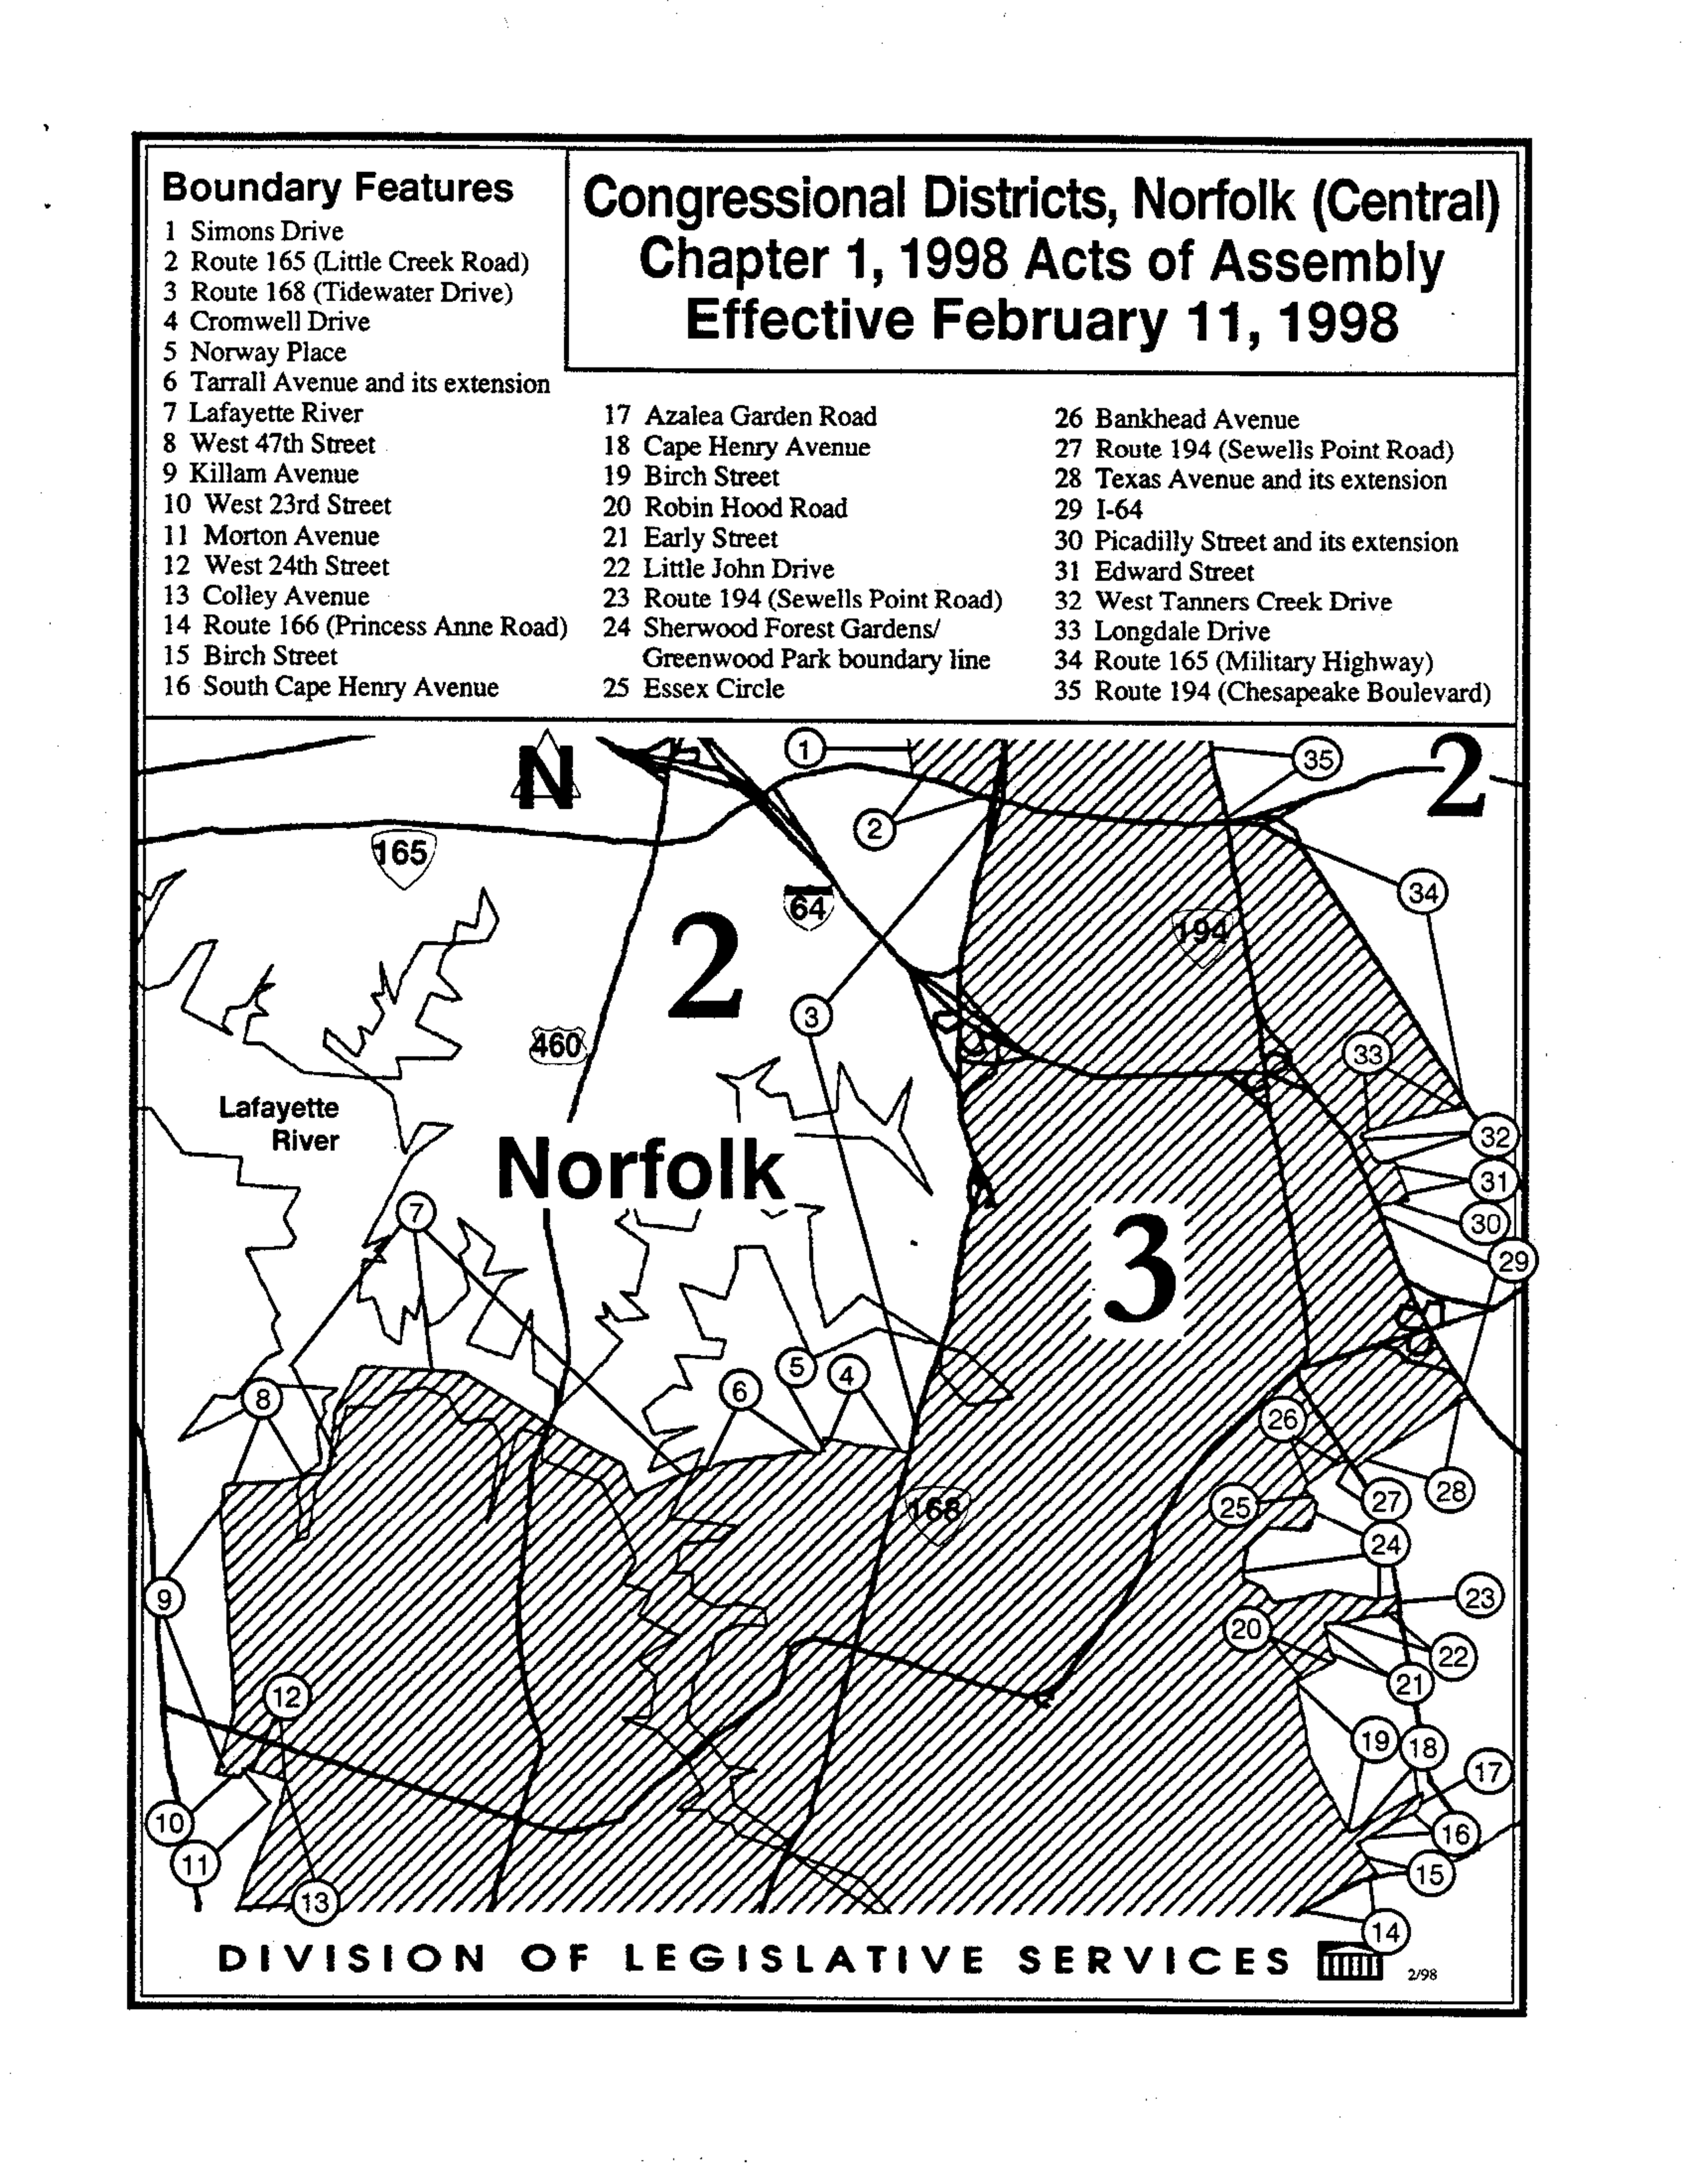 Boundary Features
1 Simons Drive
2 Route 165 (Little Creek Road)
3 Route 168 (Tidewater Drive)
4 Cromwell Drive
5 Norway Place
6 Tarrall Avenue and its extension
7 Lafayette River
8 West 47th Street
9 Killam Avenue
10 West 23rd Street
11 Morton Avenue
12 West 24th Street
13 Colley Avenue
14 Route 166 (Princess Anne Road)
15 Birch Street
16 South Cape Henry Avenue
Congressional Districts, Norfolk (Central)
Chapter 1, 1998 Acts of Assembly
Effective February 11, 1998
17 Azalea Garden Road
18 Cape Henry Avenue
19 Birch Street
20 Robin Hood Road
21 Early Street
22 Little John Drive
23 Route 194 (Sewells Point Road)
24 Sherwood Forest Gardens/
Greenwood Park boundary line
25 Essex Circle
26 Bankhead Avenue
27 Route 194 (Sewells Point Road)
28 Texas Avenue and its extension
29 I-64
30 Picadilly Street and its extension
31 Edward Street
32 West Tanners Creek Drive
33 Longdale Drive
34 Route 165 (Military Highway)
35 Route 194 (Chesapeake Boulevard)
N
1
35
2
2
165
34
64
194
2
3
460
33
Lafayette
River
32
Norfolk
31
7
30
3
29
5
4
6
8
26
28
27
25
168
24
9
23
20
22
21
12
19
18
17
10
16
11
15
13
14
DIVISION OF LEGISLATIVE SERVICES
2/98